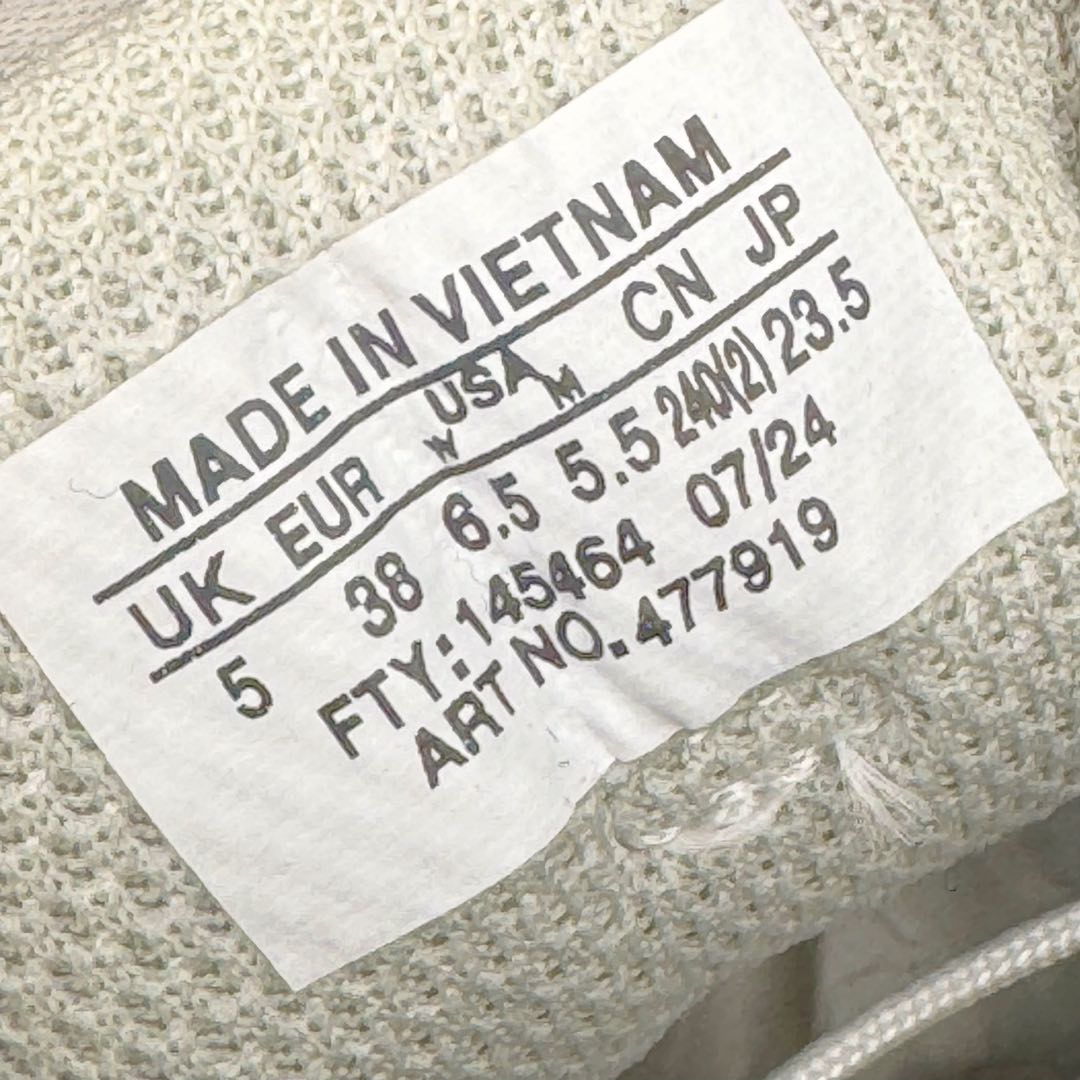 MADE IN VIETNAM
UK EUR W USA M CN JP
5 38 6.5 5.5 240(2) 23.5
FTY:145464 07/24
ART NO.477919